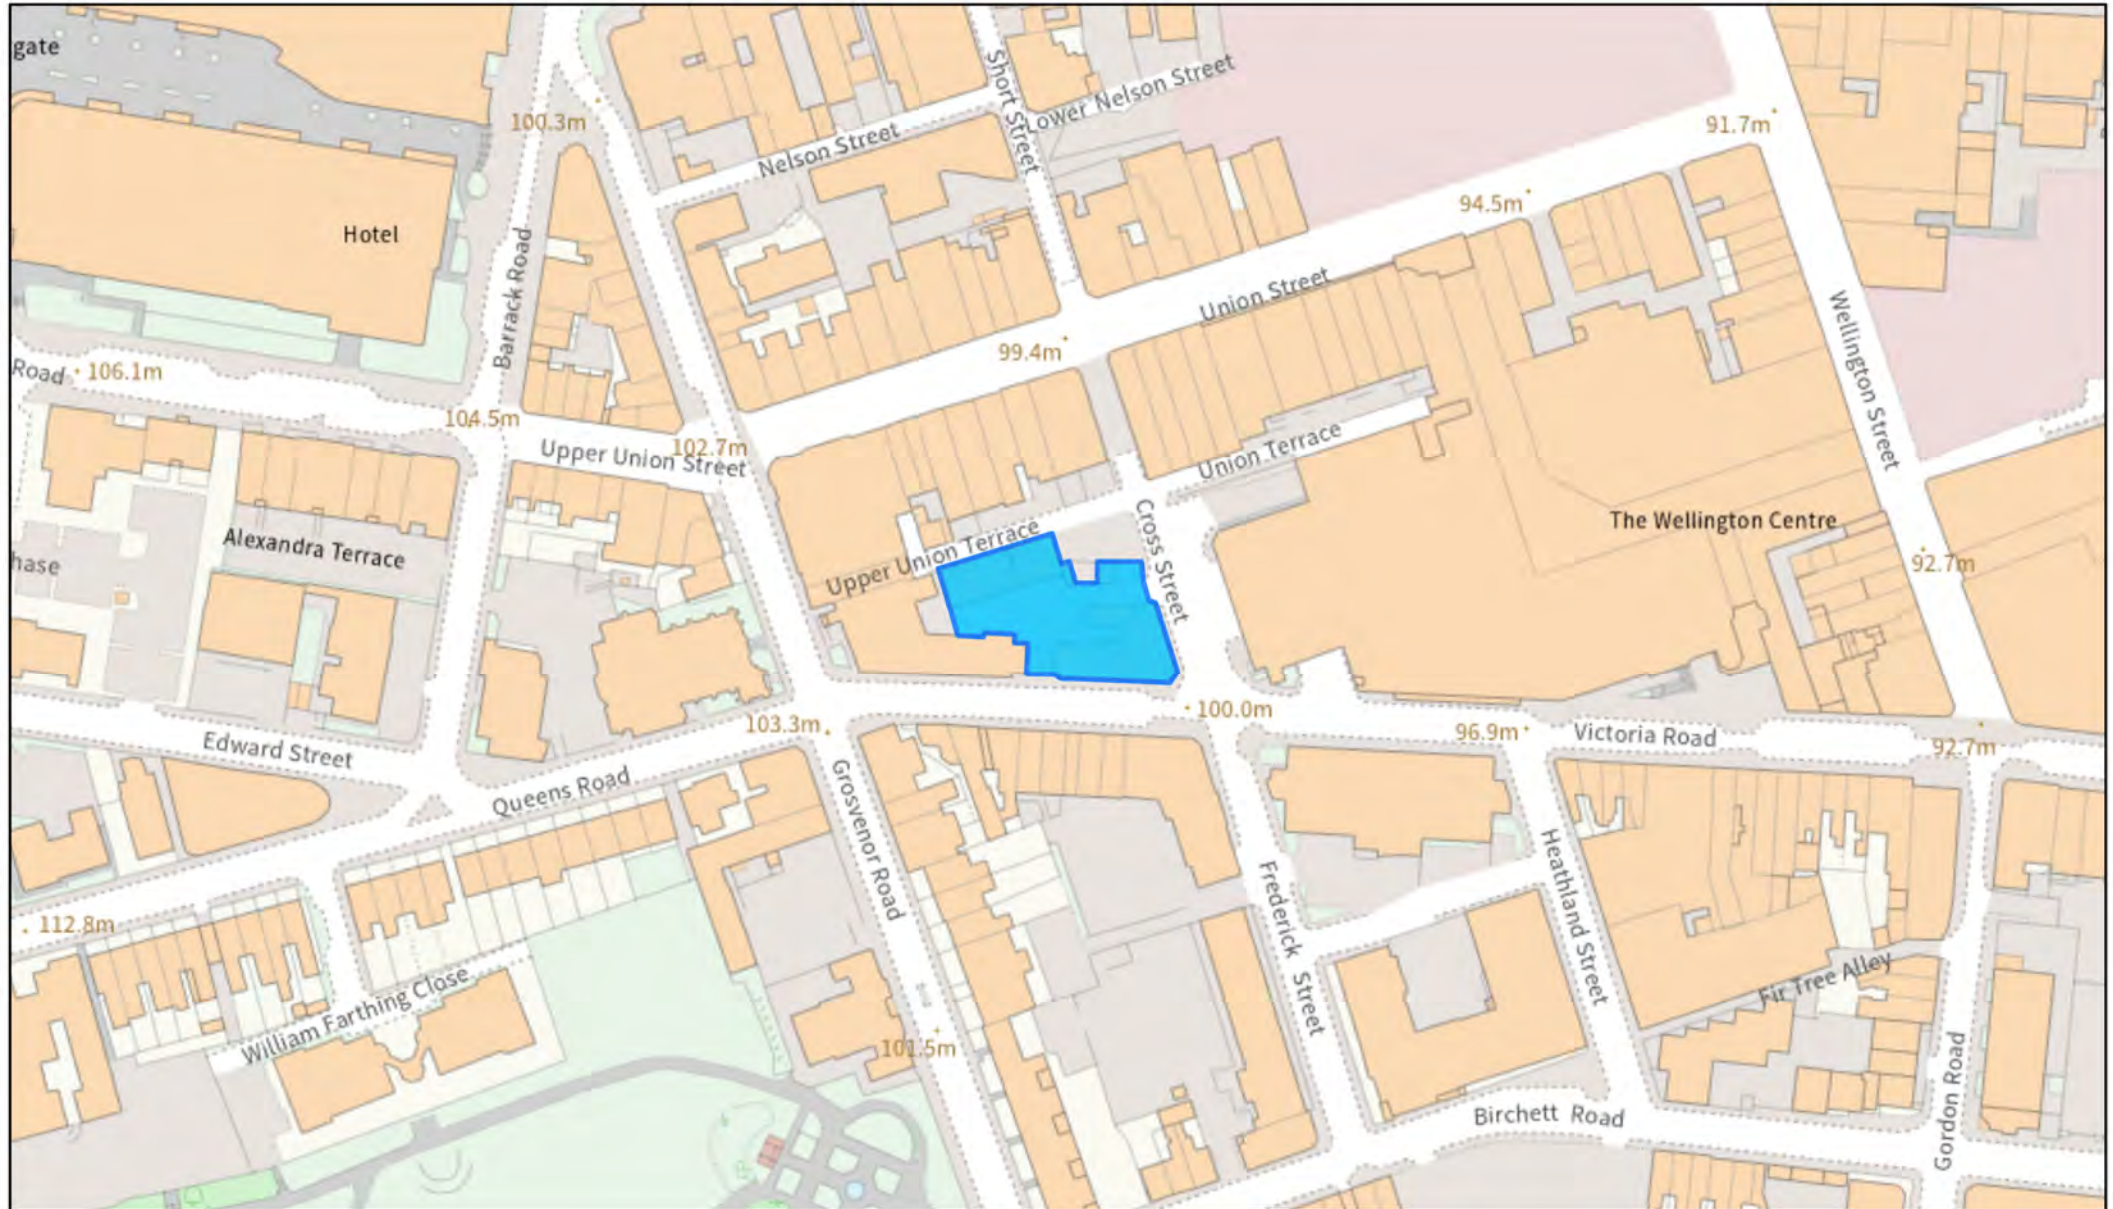 gate
Short Street
Lower Nelson Street
100.3m
91.7m
Nelson Street
94.5m
Hotel
Barrack Road
Union Street
Wellington Street
99.4m
Road
106.1m
104.5m
102.7m
Upper Union Street
Union Terrace
The Wellington Centre
Alexandra Terrace
Cross Street
Upper Union Terrace
hase
92.7m
100.0m
103.3m
96.9m
Victoria Road
92.7m
Edward Street
Queens Road
Grosvenor Road
Frederick Street
Heathland Street
112.8m
William Farthing Close
Fir Tree Alley
101.5m
Birchett Road
Gordon Road